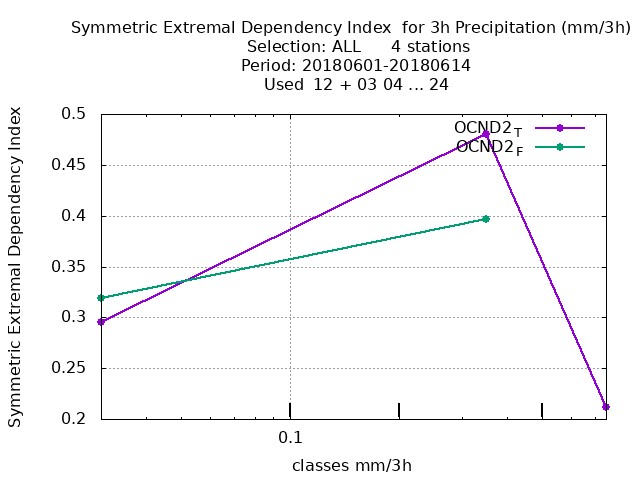 Symmetric Extremal Dependency Index  for 3h Precipitation (mm/3h)
Selection: ALL      4 stations
Period: 20180601-20180614
Used  12 + 03 04 ... 24
0.5
0.45
0.4
0.35
0.3
0.25
0.2
Symmetric Extremal Dependency Index
OCND2T
OCND2F
0.1
classes mm/3h